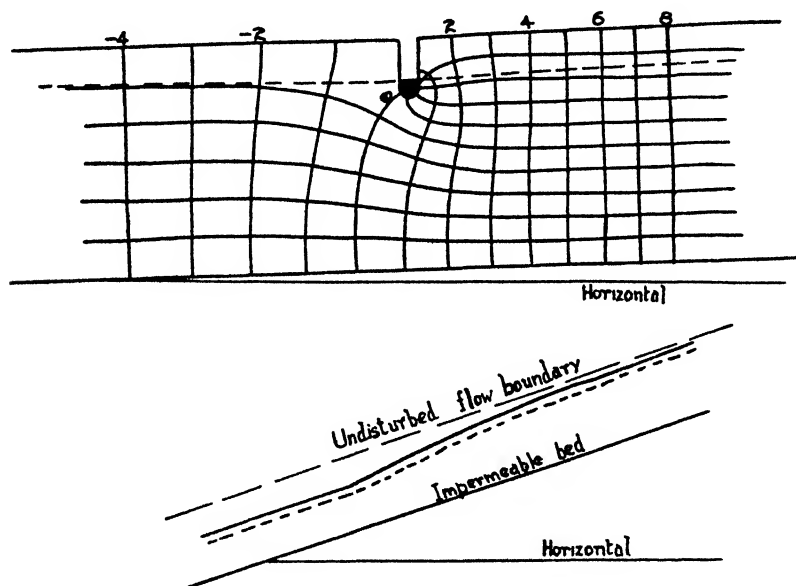 -4 -2 2 4 6 8
Horizontal
Undisturbed flow boundary
Impermeable bed
Horizontal